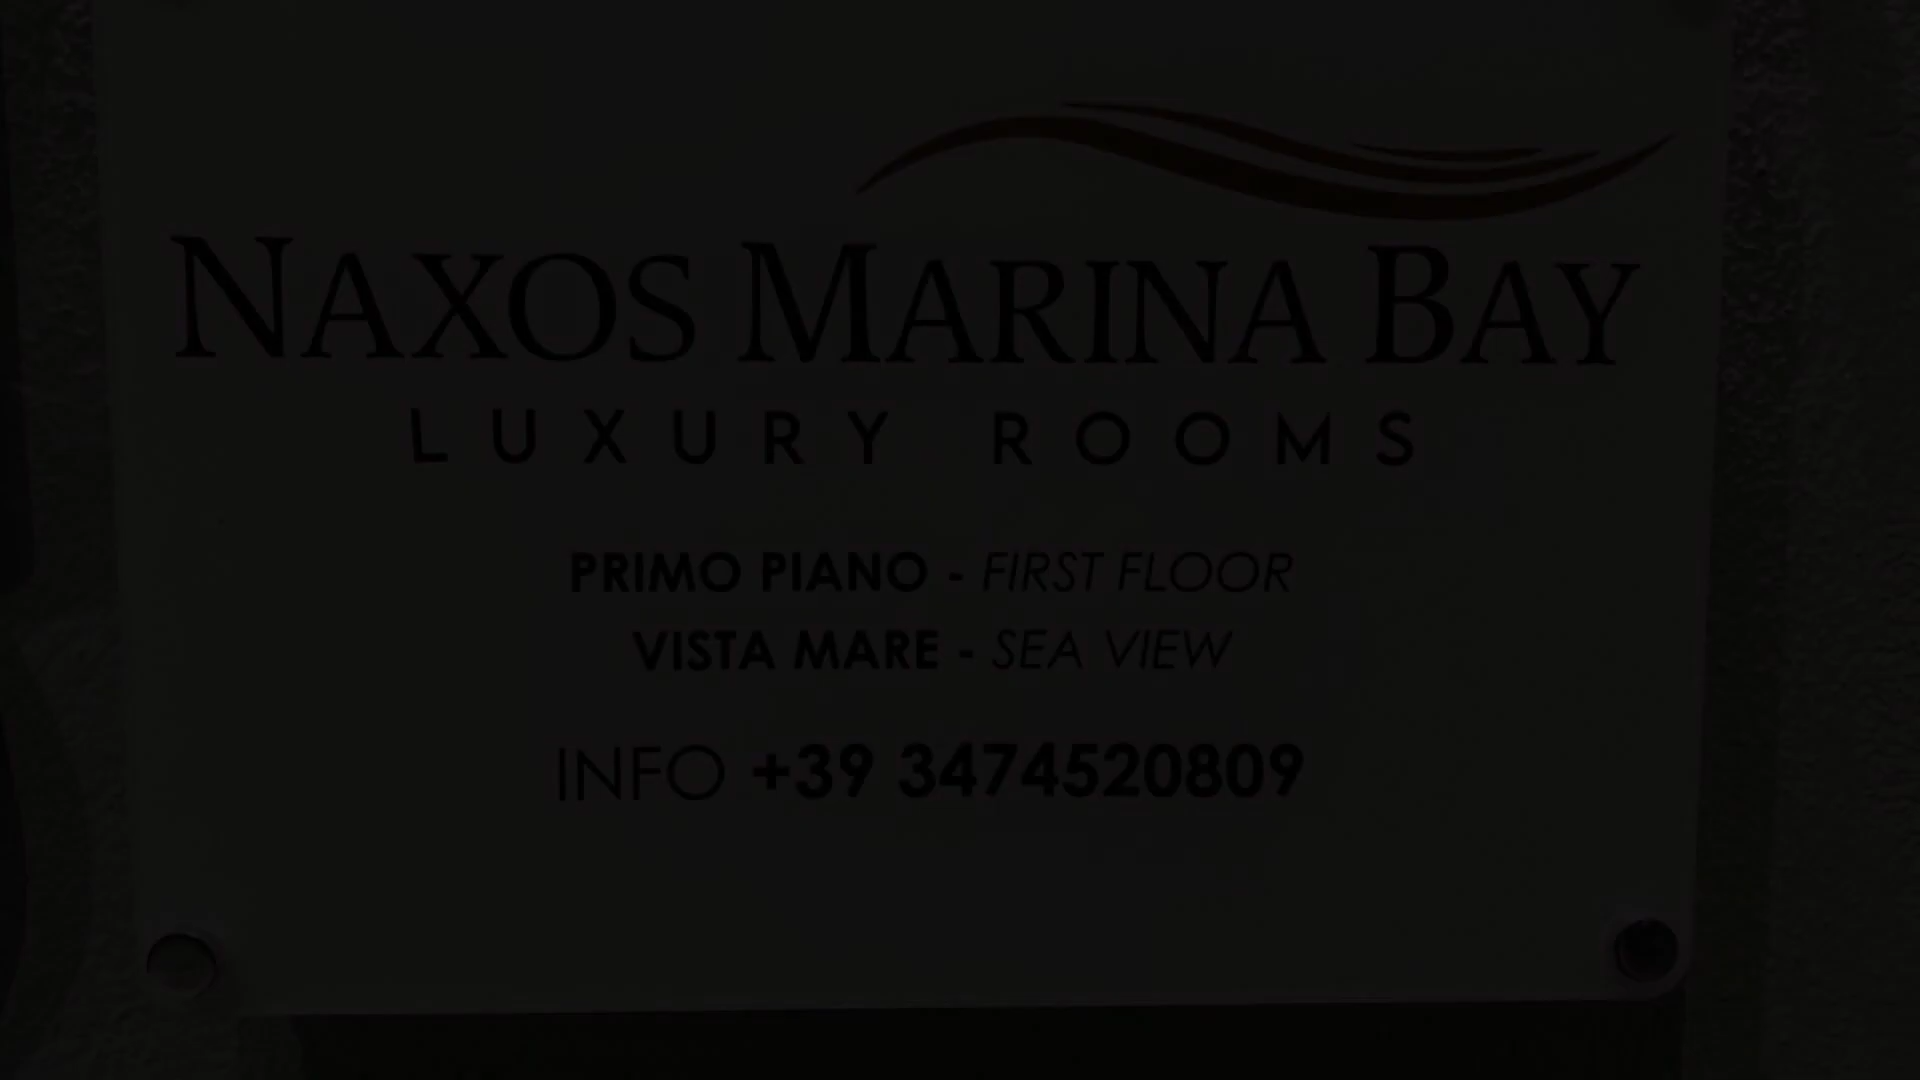 NAXOS MARINA BAY
LUXURY ROOMS
PRIMO PIANO - FIRST FLOOR
VISTA MARE - SEA VIEW
INFO +39 3474520809